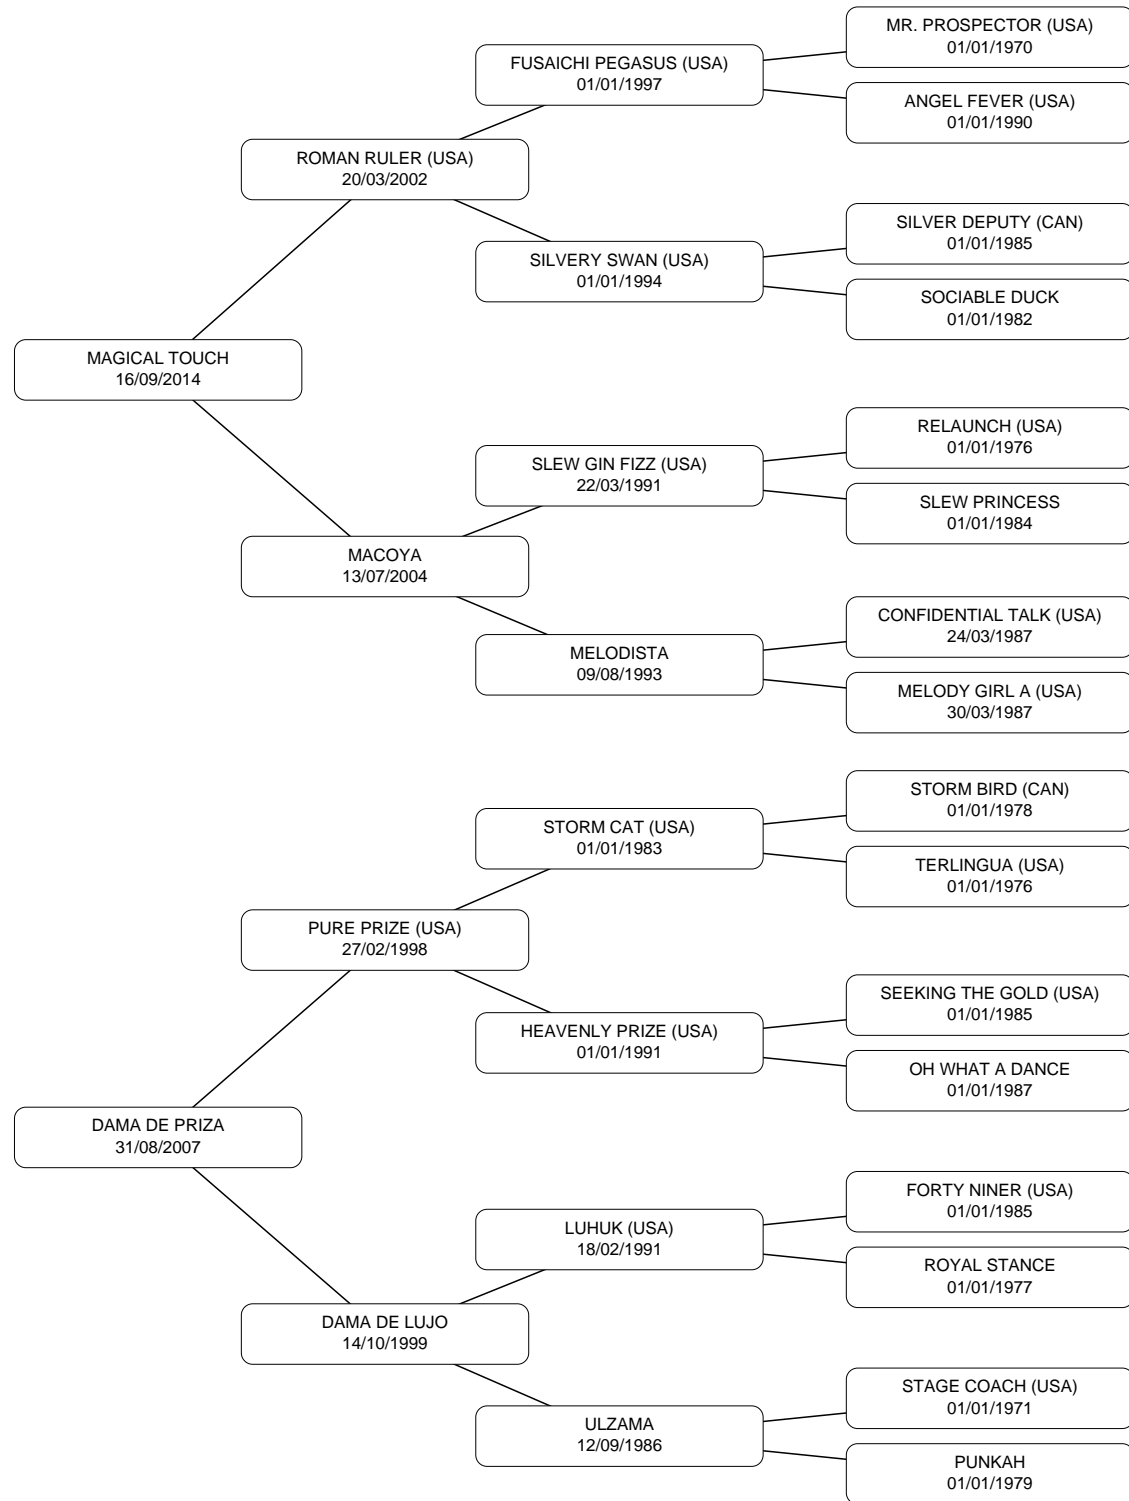 MR. PROSPECTOR (USA)
01/01/1970
FUSAICHI PEGASUS (USA)
01/01/1997
ANGEL FEVER (USA)
01/01/1990
ROMAN RULER (USA)
20/03/2002
SILVER DEPUTY (CAN)
01/01/1985
SILVERY SWAN (USA)
01/01/1994
SOCIABLE DUCK
01/01/1982
MAGICAL TOUCH
16/09/2014
RELAUNCH (USA)
01/01/1976
SLEW GIN FIZZ (USA)
22/03/1991
SLEW PRINCESS
01/01/1984
MACOYA
13/07/2004
CONFIDENTIAL TALK (USA)
24/03/1987
MELODISTA
09/08/1993
MELODY GIRL A (USA)
30/03/1987
STORM BIRD (CAN)
01/01/1978
STORM CAT (USA)
01/01/1983
TERLINGUA (USA)
01/01/1976
PURE PRIZE (USA)
27/02/1998
SEEKING THE GOLD (USA)
01/01/1985
HEAVENLY PRIZE (USA)
01/01/1991
OH WHAT A DANCE
01/01/1987
DAMA DE PRIZA
31/08/2007
FORTY NINER (USA)
01/01/1985
LUHUK (USA)
18/02/1991
ROYAL STANCE
01/01/1977
DAMA DE LUJO
14/10/1999
STAGE COACH (USA)
01/01/1971
ULZAMA
12/09/1986
PUNKAH
01/01/1979